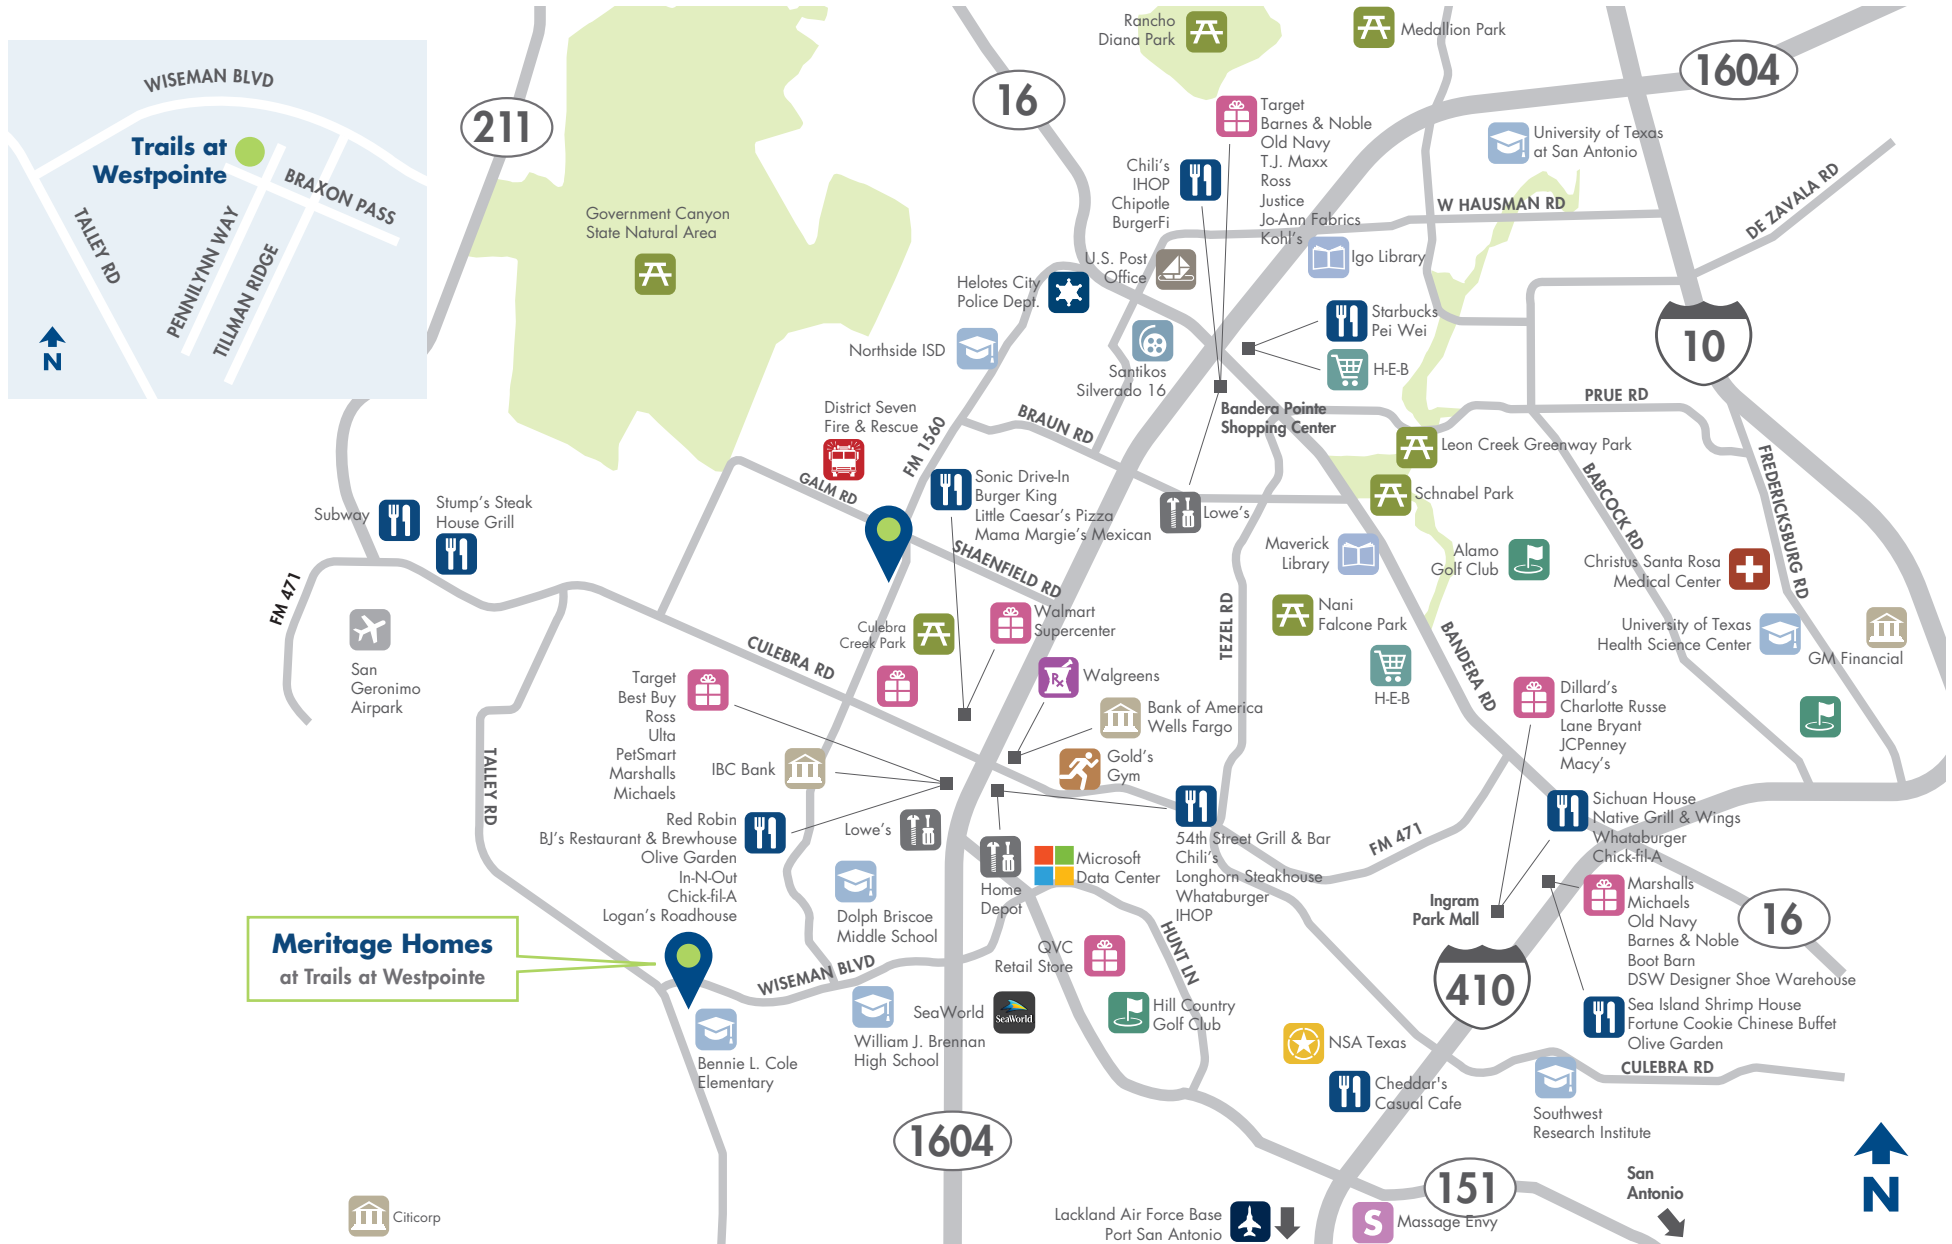 WISEMAN BLVD
Trails at
Westpointe
BRAXON PASS
TALLEY RD
PENNILYNN WAY
TILLMAN RIDGE
N
211
16
1604
Rancho
Diana Park
Medallion Park
Government Canyon
State Natural Area
Target
Barnes & Noble
Old Navy
T.J. Maxx
Ross
Justice
Jo-Ann Fabrics
Kohl's
Chili's
IHOP
Chipotle
BurgerFi
University of Texas
at San Antonio
W HAUSMAN RD
DE ZAVALA RD
Igo Library
U.S. Post
Office
Helotes City
Police Dept.
Northside ISD
Santikos
Silverado 16
Starbucks
Pei Wei
H-E-B
10
PRUE RD
Bandera Pointe
Shopping Center
BRAUN RD
FM 1560
District Seven
Fire & Rescue
GALM RD
Sonic Drive-In
Burger King
Little Caesar's Pizza
Mama Margie's Mexican
Leon Creek Greenway Park
Schnabel Park
BABCOCK RD
FREDERICKSBURG RD
Lowe's
Subway
Stump's Steak
House Grill
SHAENFIELD RD
Maverick
Library
Alamo
Golf Club
Christus Santa Rosa
Medical Center
FM 471
San
Geronimo
Airpark
Culebra
Creek Park
Walmart
Supercenter
TEZEL RD
Nani
Falcone Park
University of Texas
Health Science Center
GM Financial
CULEBRA RD
BANDERA RD
H-E-B
Walgreens
Target
Best Buy
Ross
Ulta
PetSmart
Marshalls
Michaels
Bank of America
Wells Fargo
Dillard's
Charlotte Russe
Lane Bryant
JCPenney
Macy's
IBC Bank
Gold's
Gym
TALLEY RD
Red Robin
BJ's Restaurant & Brewhouse
Olive Garden
In-N-Out
Chick-fil-A
Logan's Roadhouse
Lowe's
Home
Depot
Microsoft
Data Center
54th Street Grill & Bar
Chili's
Longhorn Steakhouse
Whataburger
IHOP
FM 471
Sichuan House
Native Grill & Wings
Whataburger
Chick-fil-A
Ingram
Park Mall
Marshalls
Michaels
Old Navy
Barnes & Noble
Boot Barn
DSW Designer Shoe Warehouse
16
Dolph Briscoe
Middle School
Meritage Homes
at Trails at Westpointe
WISEMAN BLVD
QVC
Retail Store
HUNT LN
410
SeaWorld
SeaWorld
William J. Brennan
High School
Hill Country
Golf Club
Sea Island Shrimp House
Fortune Cookie Chinese Buffet
Olive Garden
NSA Texas
Bennie L. Cole
Elementary
CULEBRA RD
Cheddar's
Casual Cafe
Southwest
Research Institute
1604
151
San
Antonio
N
Citicorp
Lackland Air Force Base
Port San Antonio
S
Massage Envy
Rx